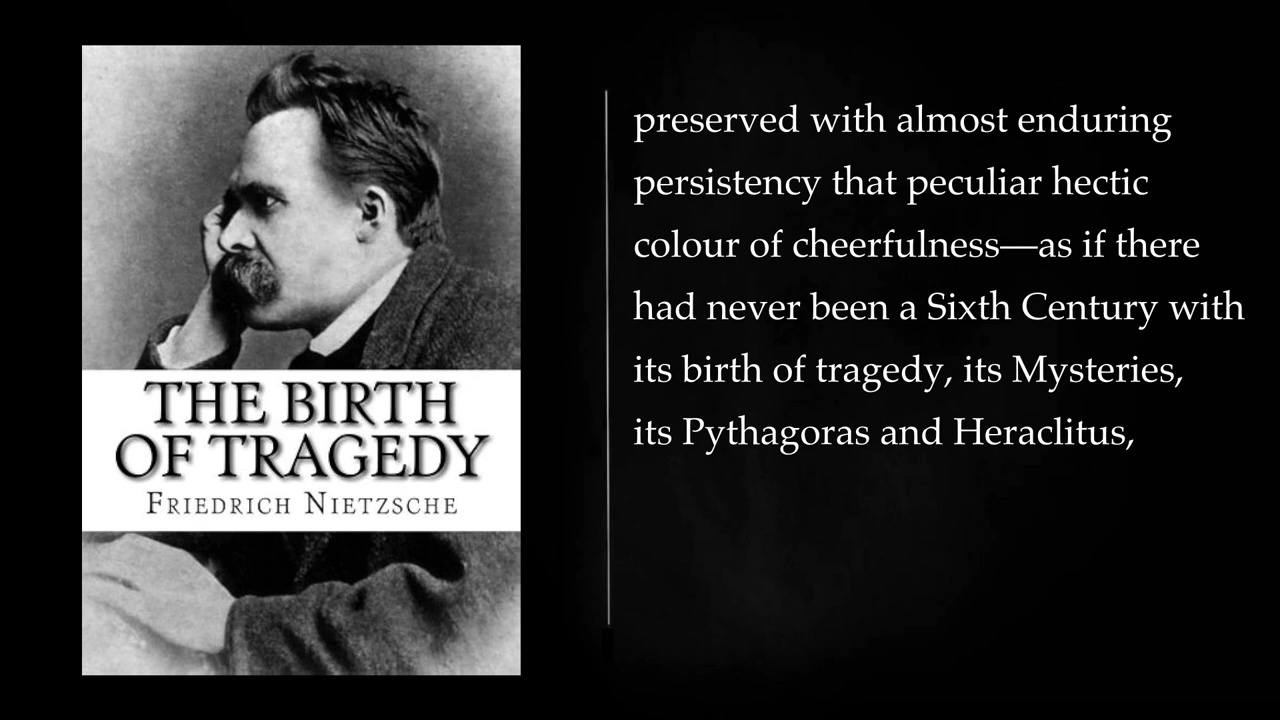 THE BIRTH
OF TRAGEDY
FRIEDRICH NIETZSCHE
preserved with almost enduring
persistency that peculiar hectic
colour of cheerfulness—as if there
had never been a Sixth Century with
its birth of tragedy, its Mysteries,
its Pythagoras and Heraclitus,